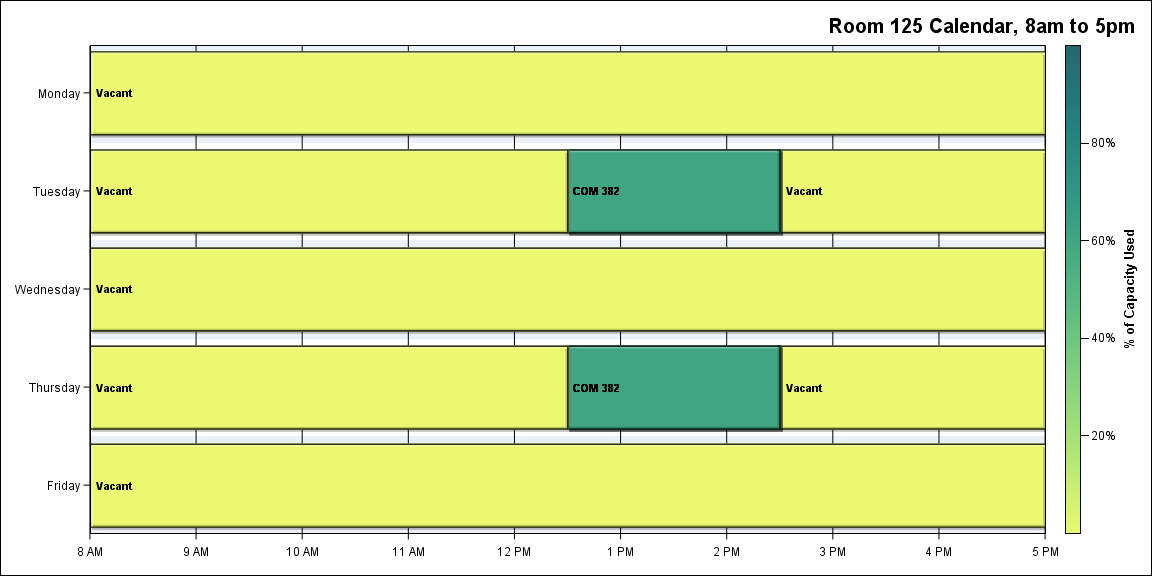 Room 125 Calendar, 8am to 5pm
Monday
Vacant
Tuesday
Vacant
COM 382
Vacant
Wednesday
Vacant
Thursday
Vacant
COM 382
Vacant
Friday
Vacant
8 AM
9 AM
10 AM
11 AM
12 PM
1 PM
2 PM
3 PM
4 PM
5 PM
80%
60%
40%
20%
% of Capacity Used